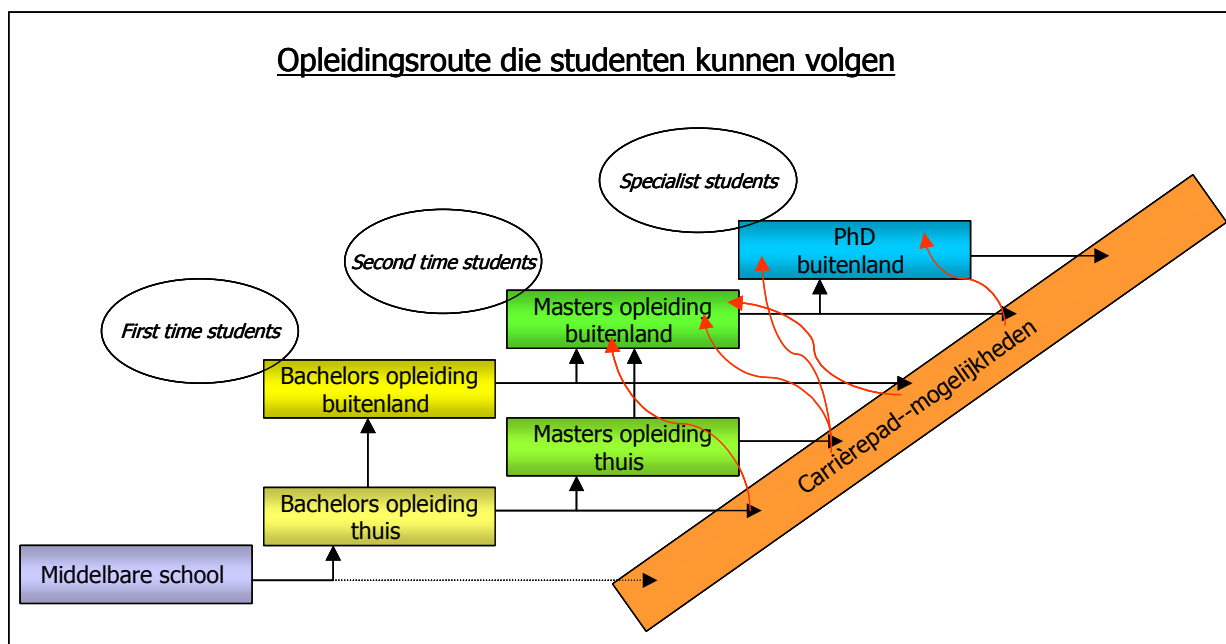 Opleidingsroute die studenten kunnen volgen
Specialist students
PhD
buitenland
Second time students
Masters opleiding
buitenland
First time students
Bachelors opleiding
buitenland
Masters opleiding
thuis
Carrièrepad--mogelijkheden
Bachelors opleiding
thuis
Middelbare school